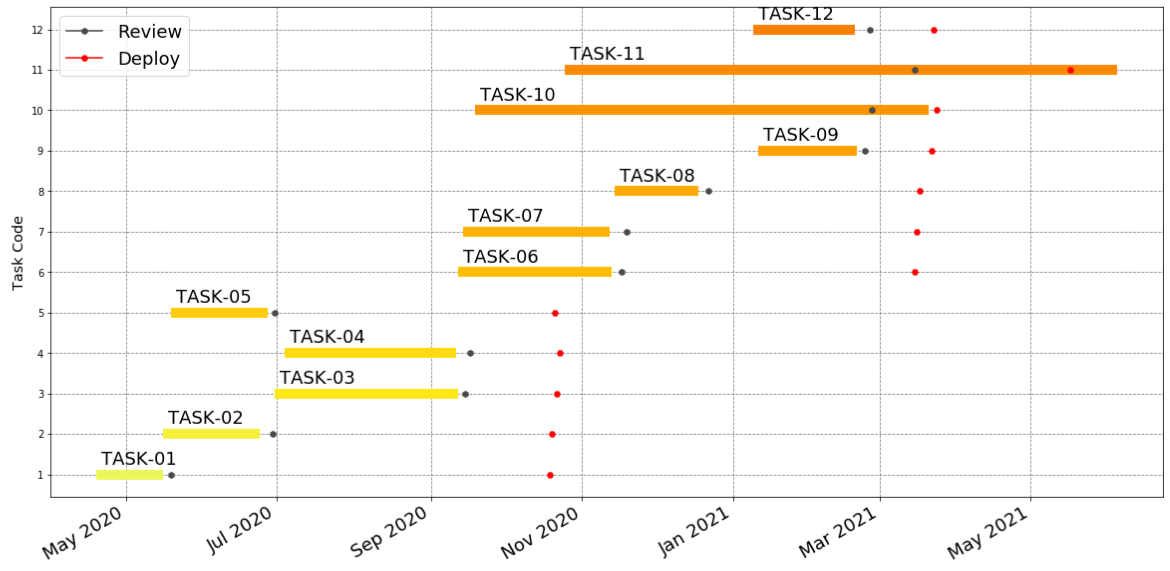 TASK-12
12
Review
Deploy
TASK-11
11
TASK-10
10
TASK-09
9
TASK-08
8
TASK-07
7
TASK-06
6
TASK-05
5
TASK-04
4
TASK-03
3
TASK-02
2
TASK-01
1
Task Code
May 2020
Jul 2020
Sep 2020
Nov 2020
Jan 2021
Mar 2021
May 2021